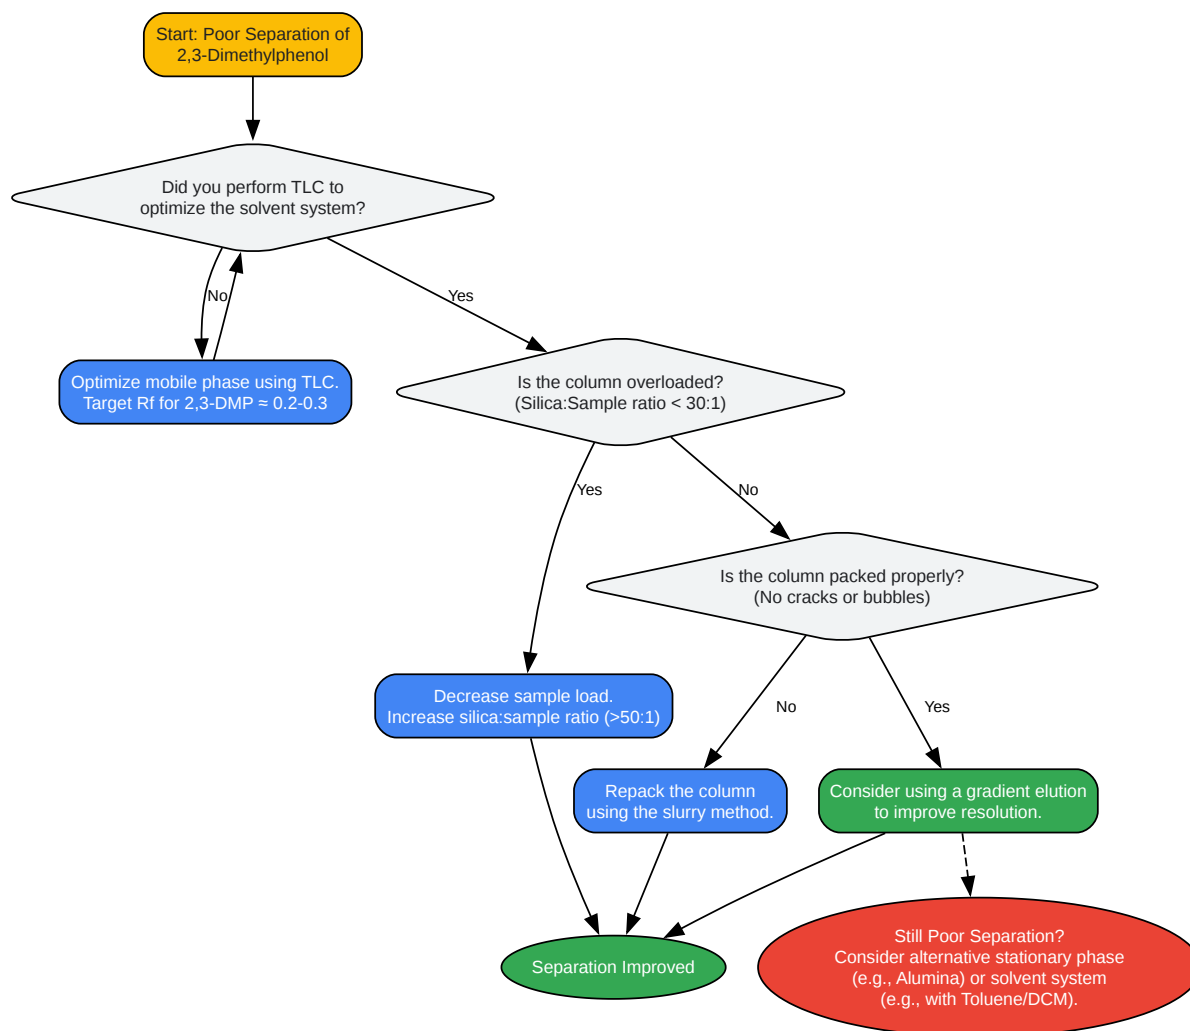 Start: Poor Separation of
2,3-Dimethylphenol
Did you perform TLC to
optimize the solvent system?
No
Yes
Optimize mobile phase using TLC.
Target Rf for 2,3-DMP ≈ 0.2-0.3
Is the column overloaded?
(Silica:Sample ratio < 30:1)
Yes
No
Is the column packed properly?
(No cracks or bubbles)
Decrease sample load.
Increase silica:sample ratio (>50:1)
No
Yes
Repack the column
using the slurry method.
Consider using a gradient elution
to improve resolution.
Separation Improved
Still Poor Separation?
Consider alternative stationary phase
(e.g., Alumina) or solvent system
(e.g., with Toluene/DCM).